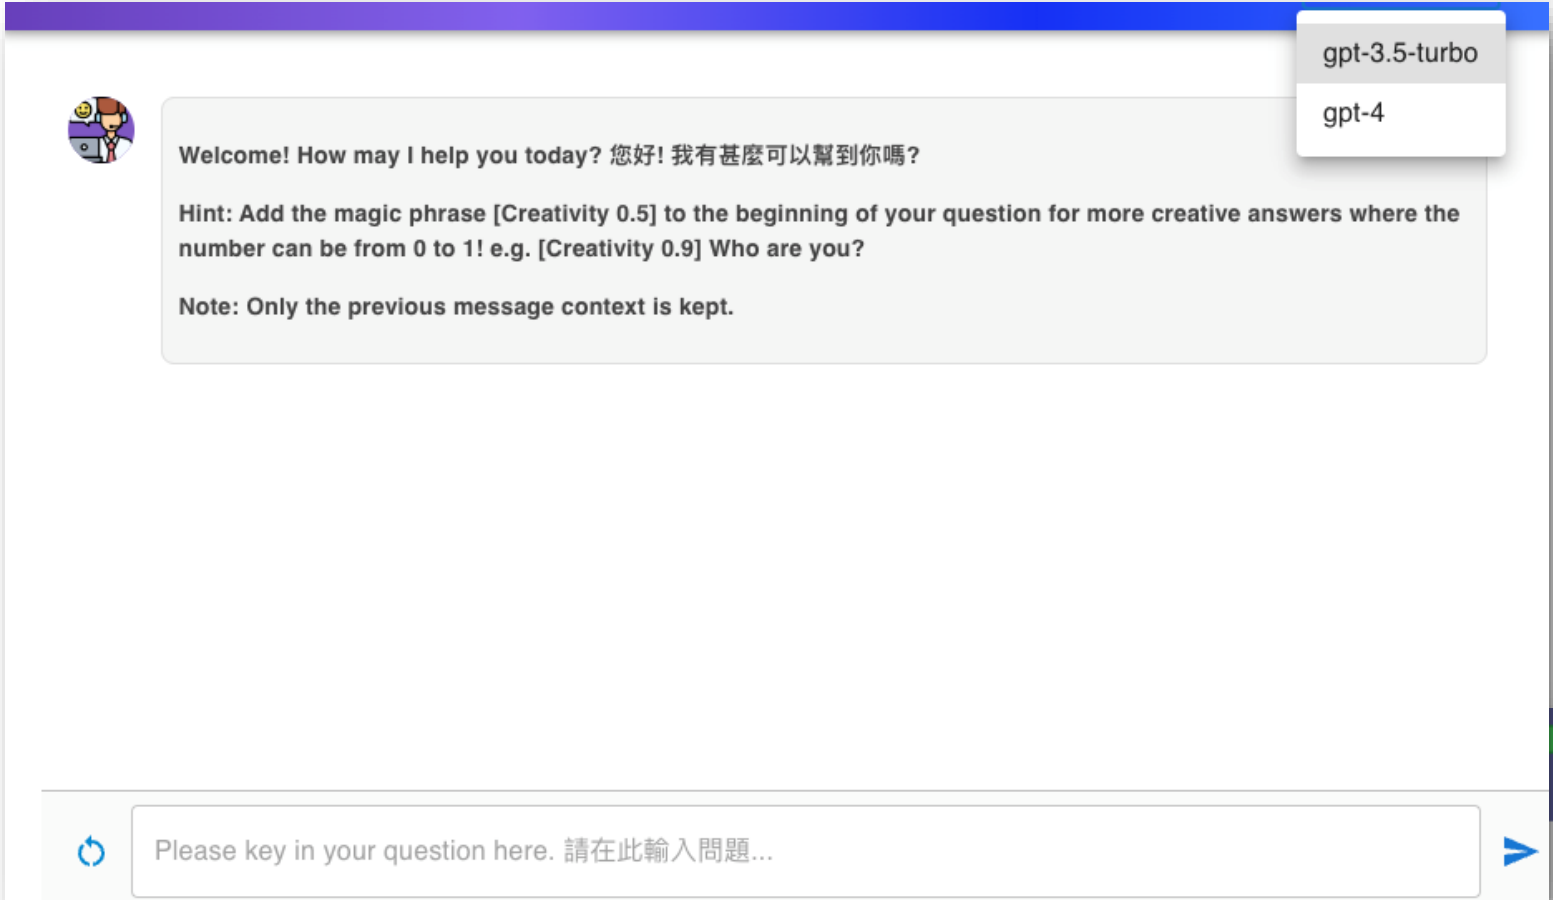 gpt-3.5-turbo
gpt-4
Welcome! How may I help you today? 您好! 我有甚麼可以幫到你嗎?
Hint: Add the magic phrase [Creativity 0.5] to the beginning of your question for more creative answers where the
number can be from 0 to 1! e.g. [Creativity 0.9] Who are you?
Note: Only the previous message context is kept.
Please key in your question here. 請在此輸入問題...